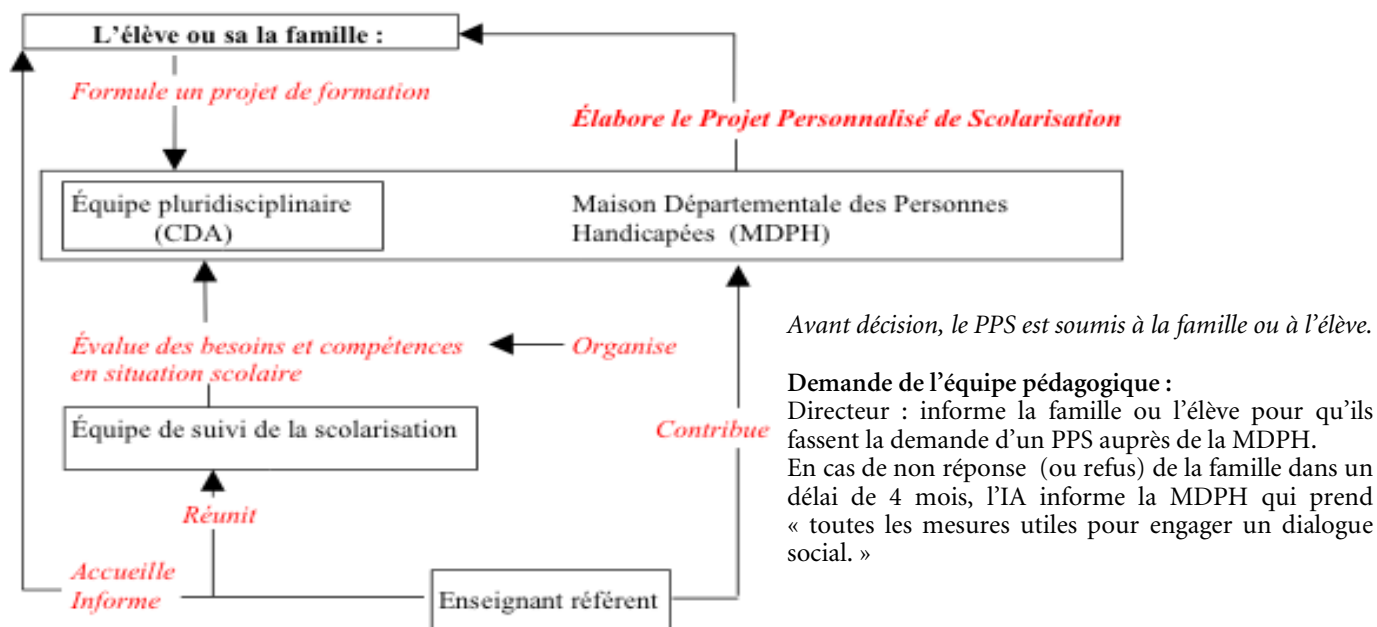 L'élève ou sa la famille :
Formule un projet de formation
Élabore le Projet Personnalisé de Scolarisation
Équipe pluridisciplinaire
(CDA)
Maison Départementale des Personnes
Handicapées (MDPH)
Évalue des besoins et compétences
en situation scolaire
Organise
Équipe de suivi de la scolarisation
Contribue
Réunit
Accueille
Informe
Enseignant référent
Avant décision, le PPS est soumis à la famille ou à l'élève.
Demande de l'équipe pédagogique :
Directeur : informe la famille ou l'élève pour qu'ils
fassent la demande d'un PPS auprès de la MDPH.
En cas de non réponse (ou refus) de la famille dans un
délai de 4 mois, l'IA informe la MDPH qui prend
« toutes les mesures utiles pour engager un dialogue
social. »